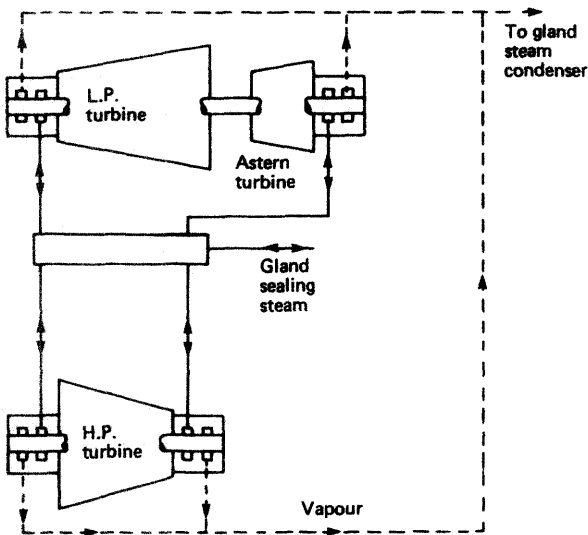 To gland
steam
condenser
L.P.
turbine
Astern
turbine
Gland
sealing
steam
H.P.
turbine
Vapour